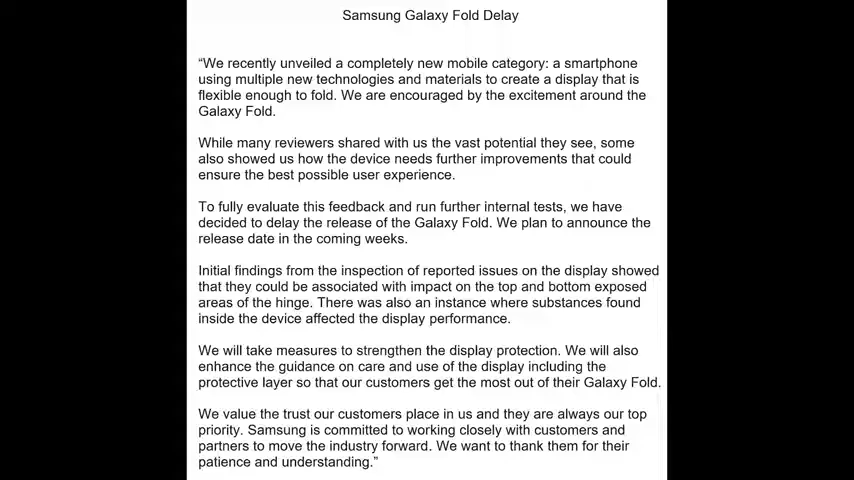 Samsung Galaxy Fold Delay
“We recently unveiled a completely new mobile category: a smartphone
using multiple new technologies and materials to create a display that is
flexible enough to fold. We are encouraged by the excitement around the
Galaxy Fold.
While many reviewers shared with us the vast potential they see, some
also showed us how the device needs further improvements that could
ensure the best possible user experience.
To fully evaluate this feedback and run further internal tests, we have
decided to delay the release of the Galaxy Fold. We plan to announce the
release date in the coming weeks.
Initial findings from the inspection of reported issues on the display showed
that they could be associated with impact on the top and bottom exposed
areas of the hinge. There was also an instance where substances found
inside the device affected the display performance.
We will take measures to strengthen the display protection. We will also
enhance the guidance on care and use of the display including the
protective layer so that our customers get the most out of their Galaxy Fold.
We value the trust our customers place in us and they are always our top
priority. Samsung is committed to working closely with customers and
partners to move the industry forward. We want to thank them for their
patience and understanding.”